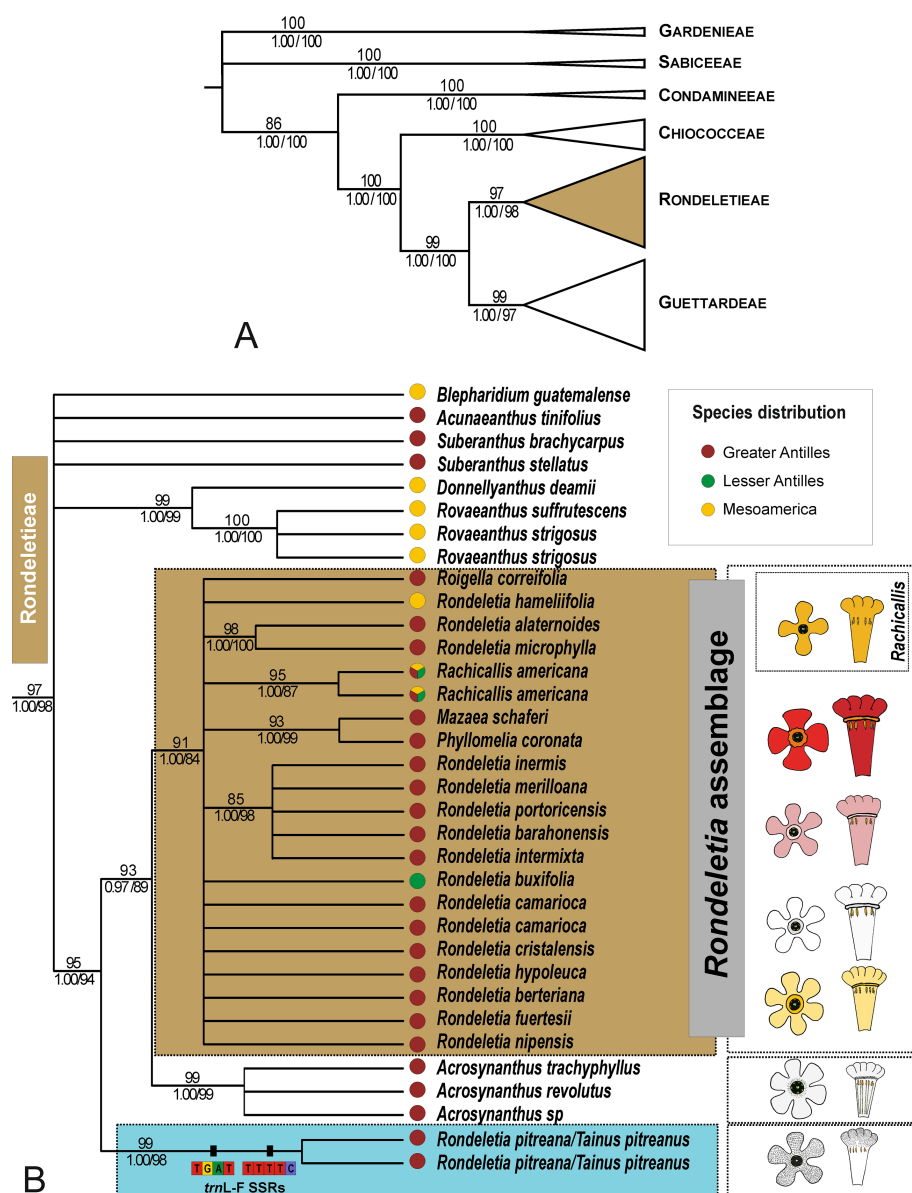 100
1.00/100
GARDENIEAE
100
1.00/100
SABICEEAE
100
1.00/100
CONDAMINEEAE
86
1.00/100
100
1.00/100
CHIOCOCCEAE
100
1.00/100
97
1.00/98
RONDELETIEAE
99
1.00/100
99
1.00/97
GUETTARDEAE
A
Blepharidium guatemalense
Acunaeanthus tinifolius
Suberanthus brachycarpus
Suberanthus stellatus
Donnellyanthus deamii
99
1.00/99
Rovaeanthus suffrutescens
100
1.00/100
Rovaeanthus strigosus
Rovaeanthus strigosus
Species distribution
Greater Antilles
Lesser Antilles
Mesoamerica
Rondeletieae
97
1.00/98
Roigella correifolia
Rondeletia hameliifolia
98
1.00/100
Rondeletia alaternoides
Rondeletia microphylla
95
1.00/87
Rachicallis americana
Rachicallis americana
93
1.00/99
Mazaea schaferi
Phyllomelia coronata
91
1.00/84
Rondeletia inermis
Rondeletia merilloana
85
1.00/98
Rondeletia portoricensis
Rondeletia barahonensis
Rondeletia intermixta
Rondeletia buxifolia
93
0.97/89
Rondeletia camarioca
Rondeletia camarioca
Rondeletia cristalensis
95
1.00/94
Rondeletia hypoleuca
Rondeletia berteriana
Rondeletia fuertesii
Rondeletia nipensis
Rondeletia assemblage
Rachicallis
99
1.00/99
Acrosynanthus trachyphyllus
Acrosynanthus revolutus
Acrosynanthus sp
99
1.00/98
Rondeletia pitreana/Tainus pitreanus
Rondeletia pitreana/Tainus pitreanus
TGAT TTTTC
trnL-F SSRs
B